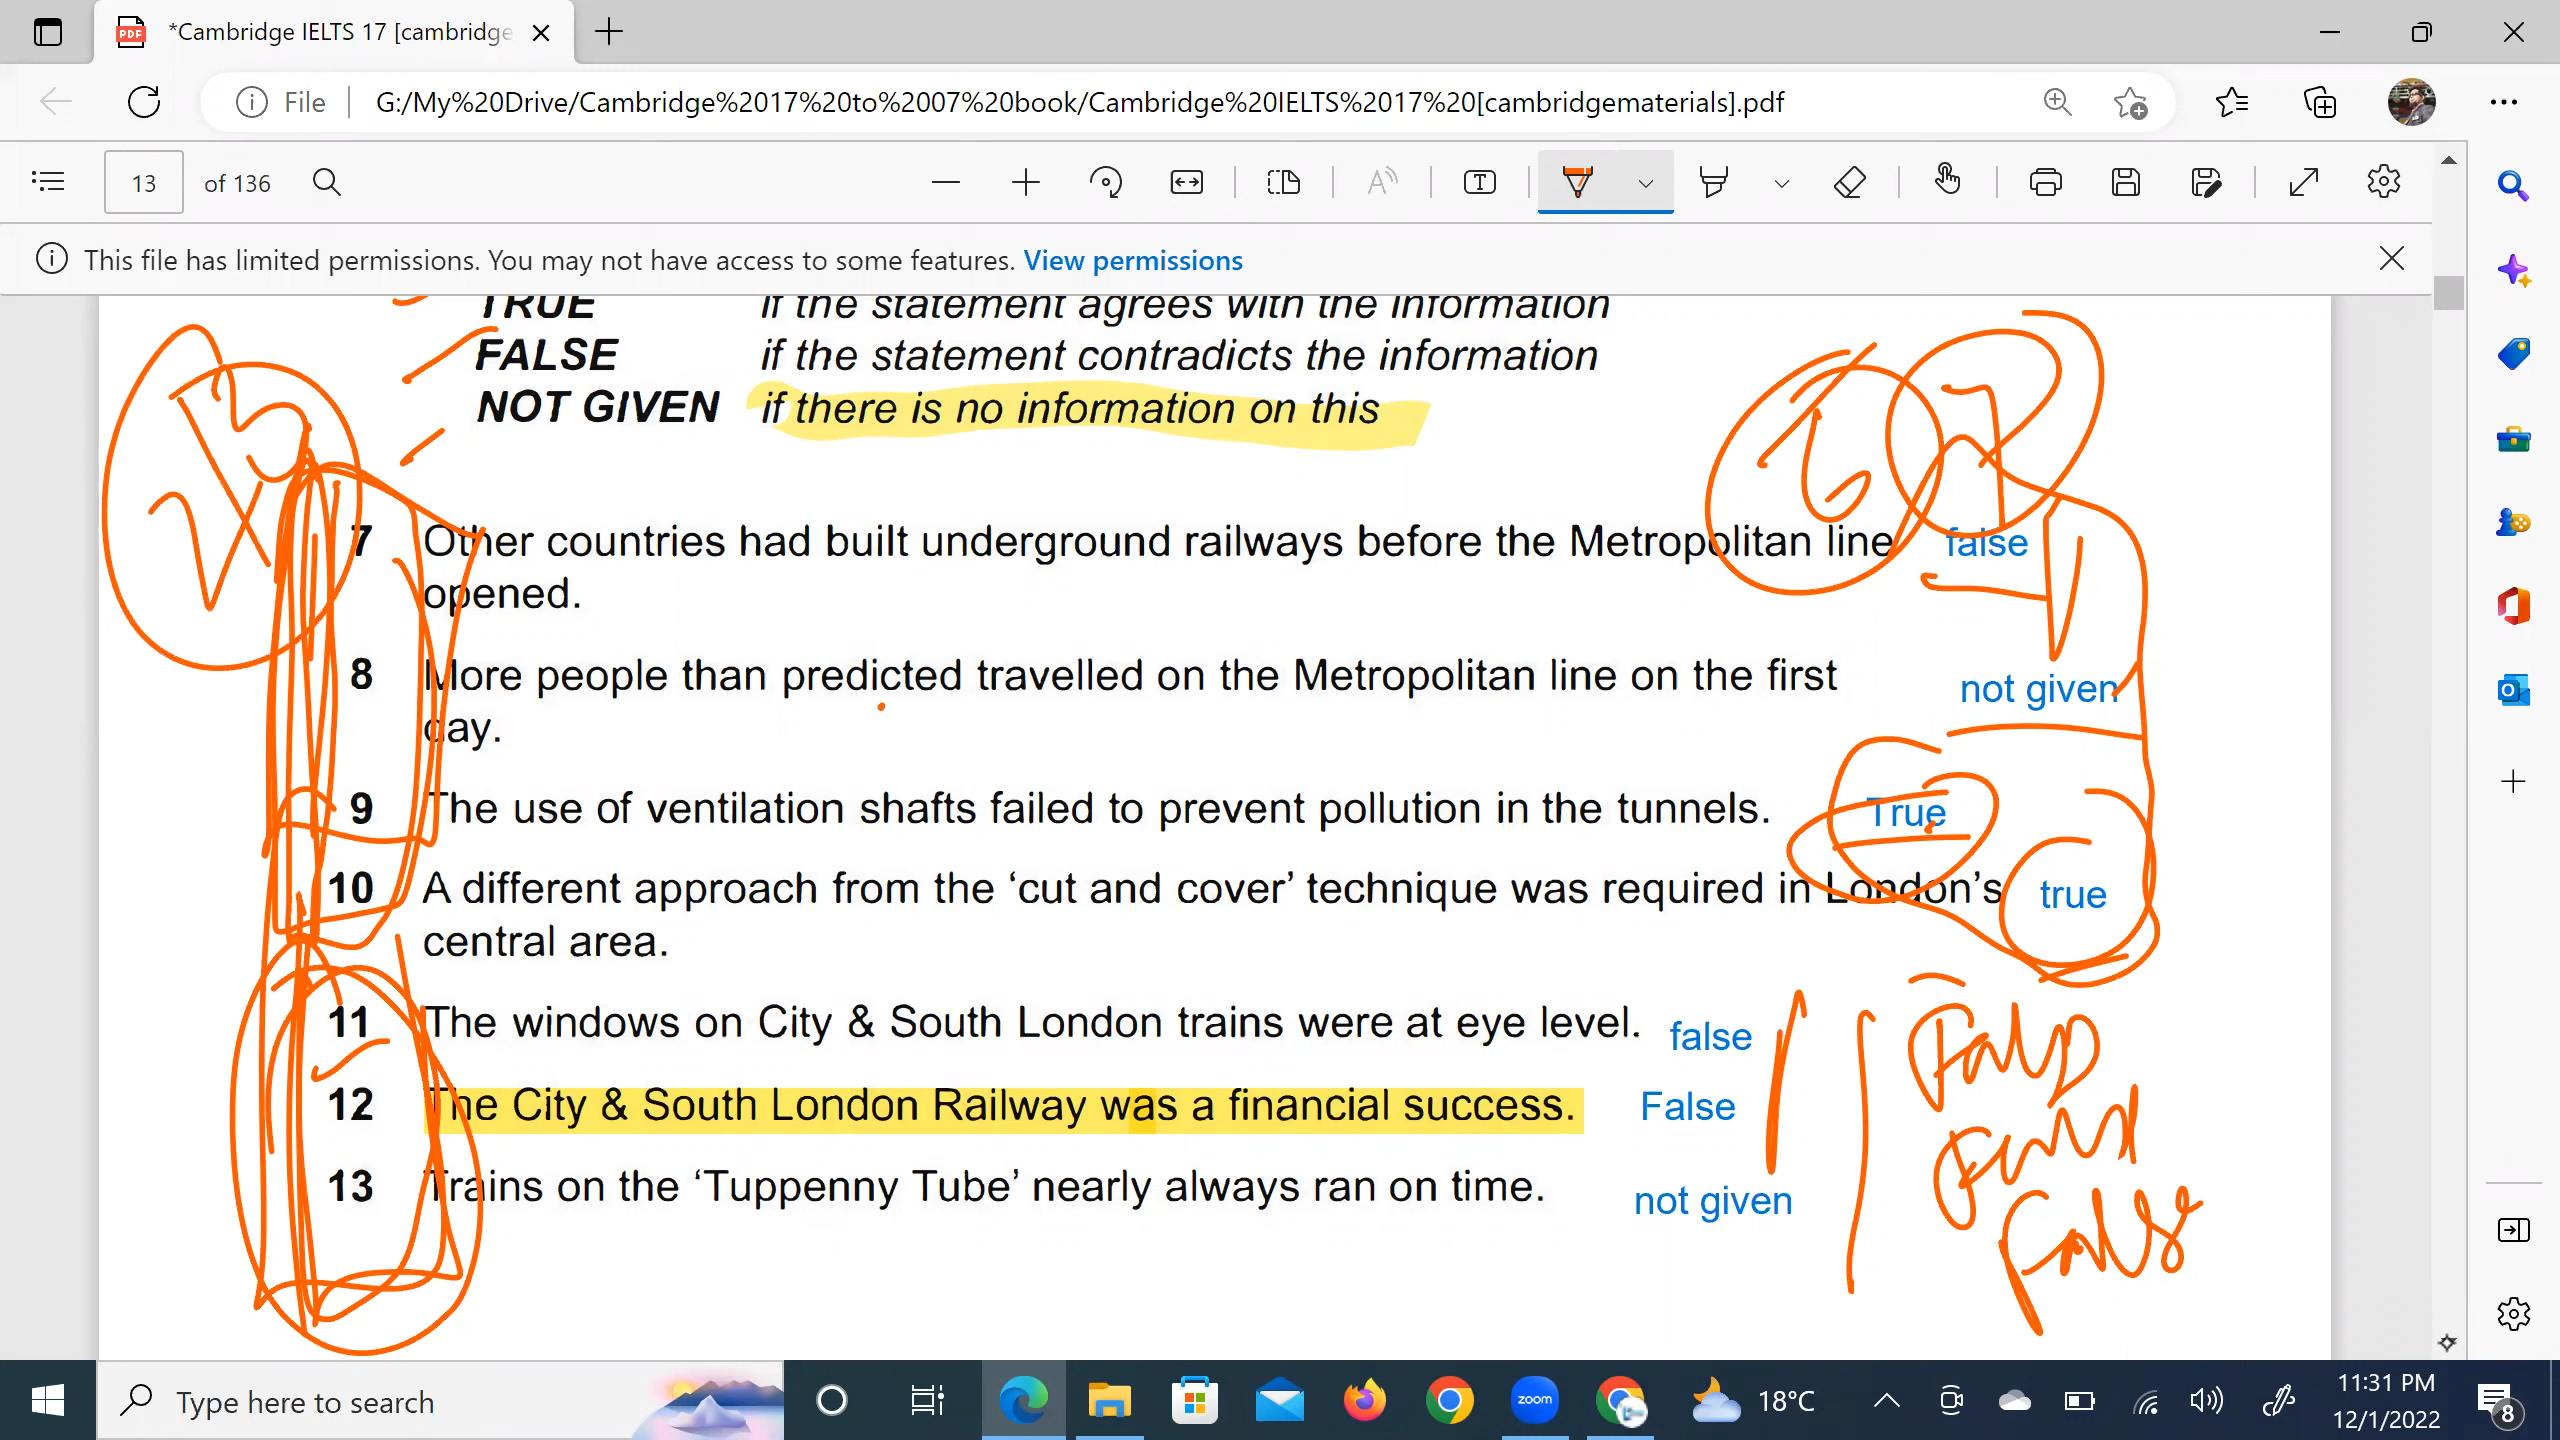 *Cambridge IELTS 17 [cambridge
File G:/My%20Drive/Cambridge%2017%20to%2007%20book/Cambridge%20IELTS%2017%20[cambridgematerials].pdf
13 of 136
This file has limited permissions. You may not have access to some features. View permissions
TRUE if the statement agrees with the information
FALSE if the statement contradicts the information
NOT GIVEN if there is no information on this
7 Other countries had built underground railways before the Metropolitan line false
opened.
8 More people than predicted travelled on the Metropolitan line on the first not given
day.
9 The use of ventilation shafts failed to prevent pollution in the tunnels. True
10 A different approach from the ‘cut and cover’ technique was required in London’s true
central area.
11 The windows on City & South London trains were at eye level. false
12 The City & South London Railway was a financial success. False
13 Trains on the ‘Tuppenny Tube’ nearly always ran on time. not given
False
Type here to search
zoom
18°C
11:31 PM
12/1/2022
8